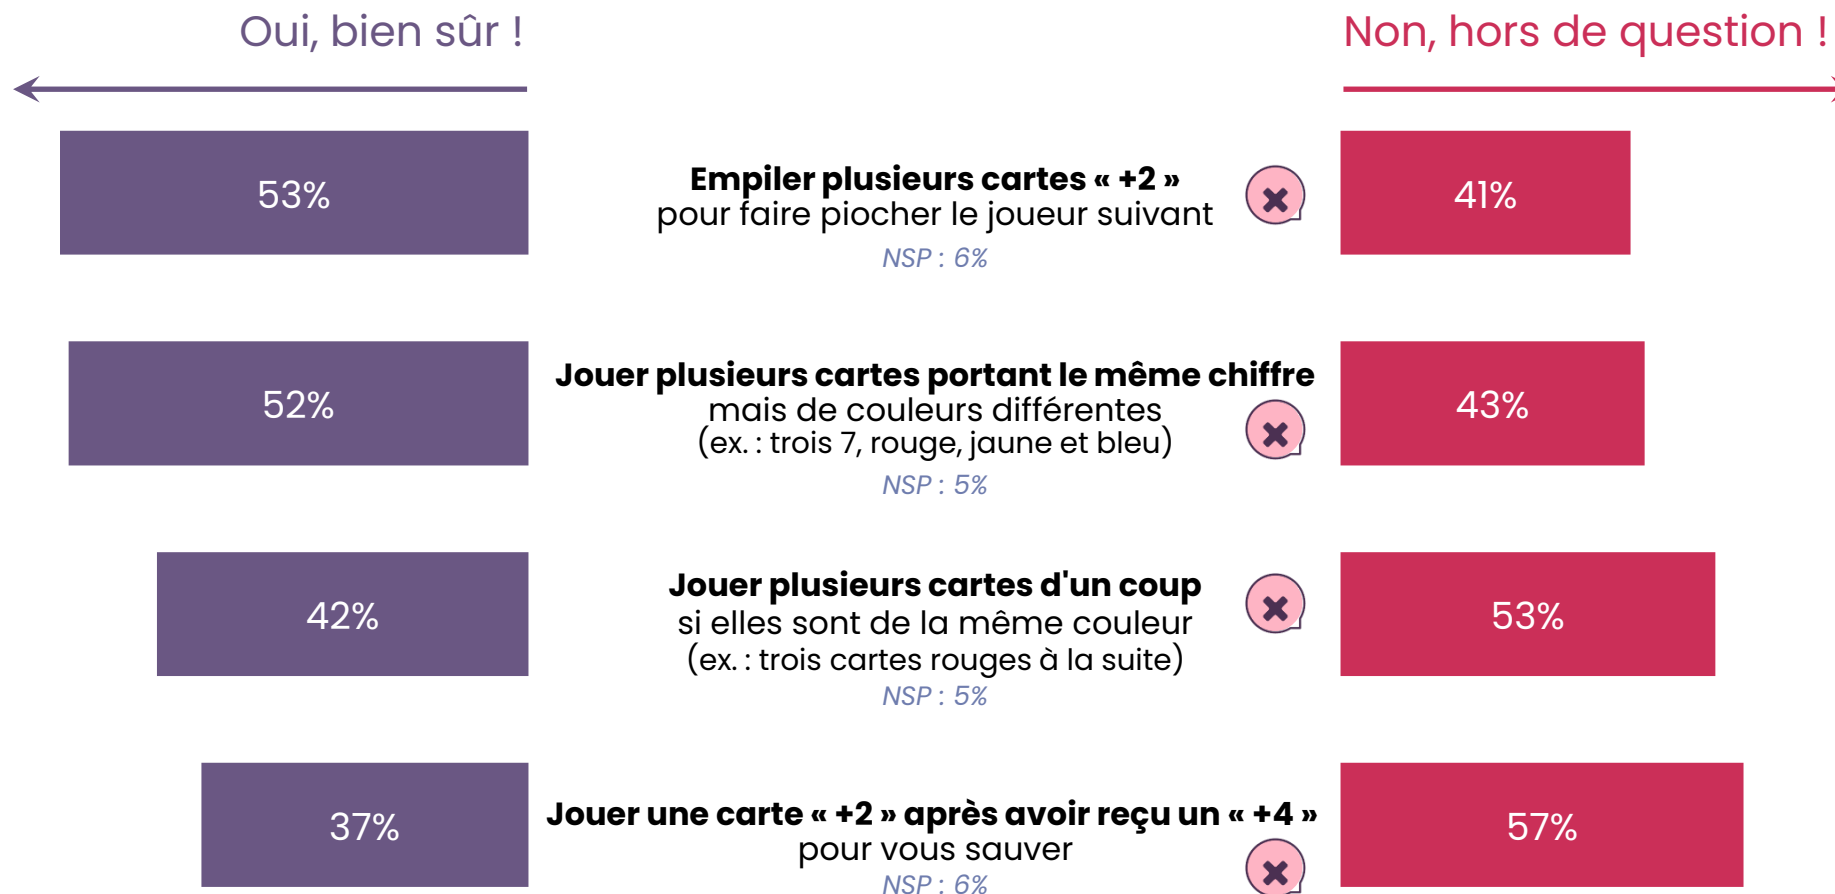 Oui, bien sûr !
Non, hors de question !
53%
Empiler plusieurs cartes « +2 »
pour faire piocher le joueur suivant
NSP : 6%
41%
52%
Jouer plusieurs cartes portant le même chiffre
mais de couleurs différentes
(ex. : trois 7, rouge, jaune et bleu)
NSP : 5%
43%
42%
Jouer plusieurs cartes d'un coup
si elles sont de la même couleur
(ex. : trois cartes rouges à la suite)
NSP : 5%
53%
37%
Jouer une carte « +2 » après avoir reçu un « +4 »
pour vous sauver
NSP : 6%
57%